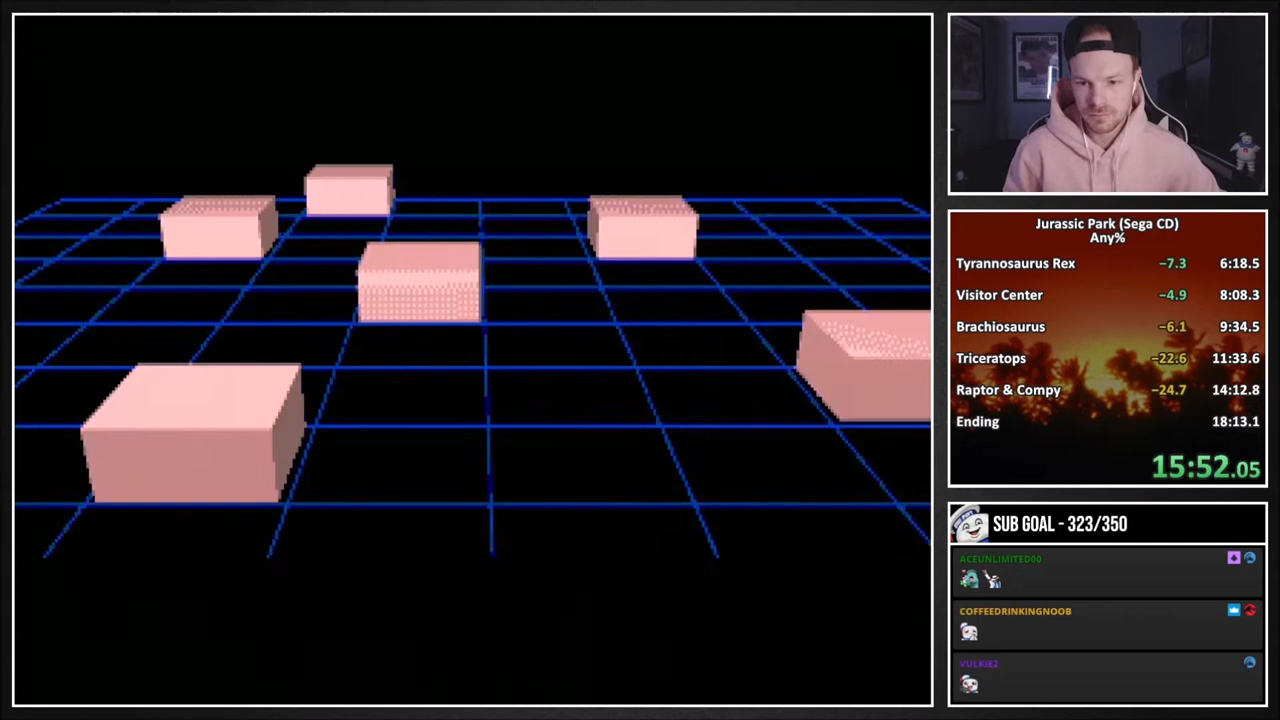 Jurassic Park (Sega CD)
Any%
Tyrannosaurus Rex −7.3 6:18.5
Visitor Center −4.9 8:08.3
Brachiosaurus −6.1 9:34.5
Triceratops −22.6 11:33.6
Raptor & Compy −24.7 14:12.8
Ending 18:13.1
15:52.05
SUB GOAL - 323/350
ACEUNLIMITED00
COFFEEDRINKINGNOOB
VULKIE2